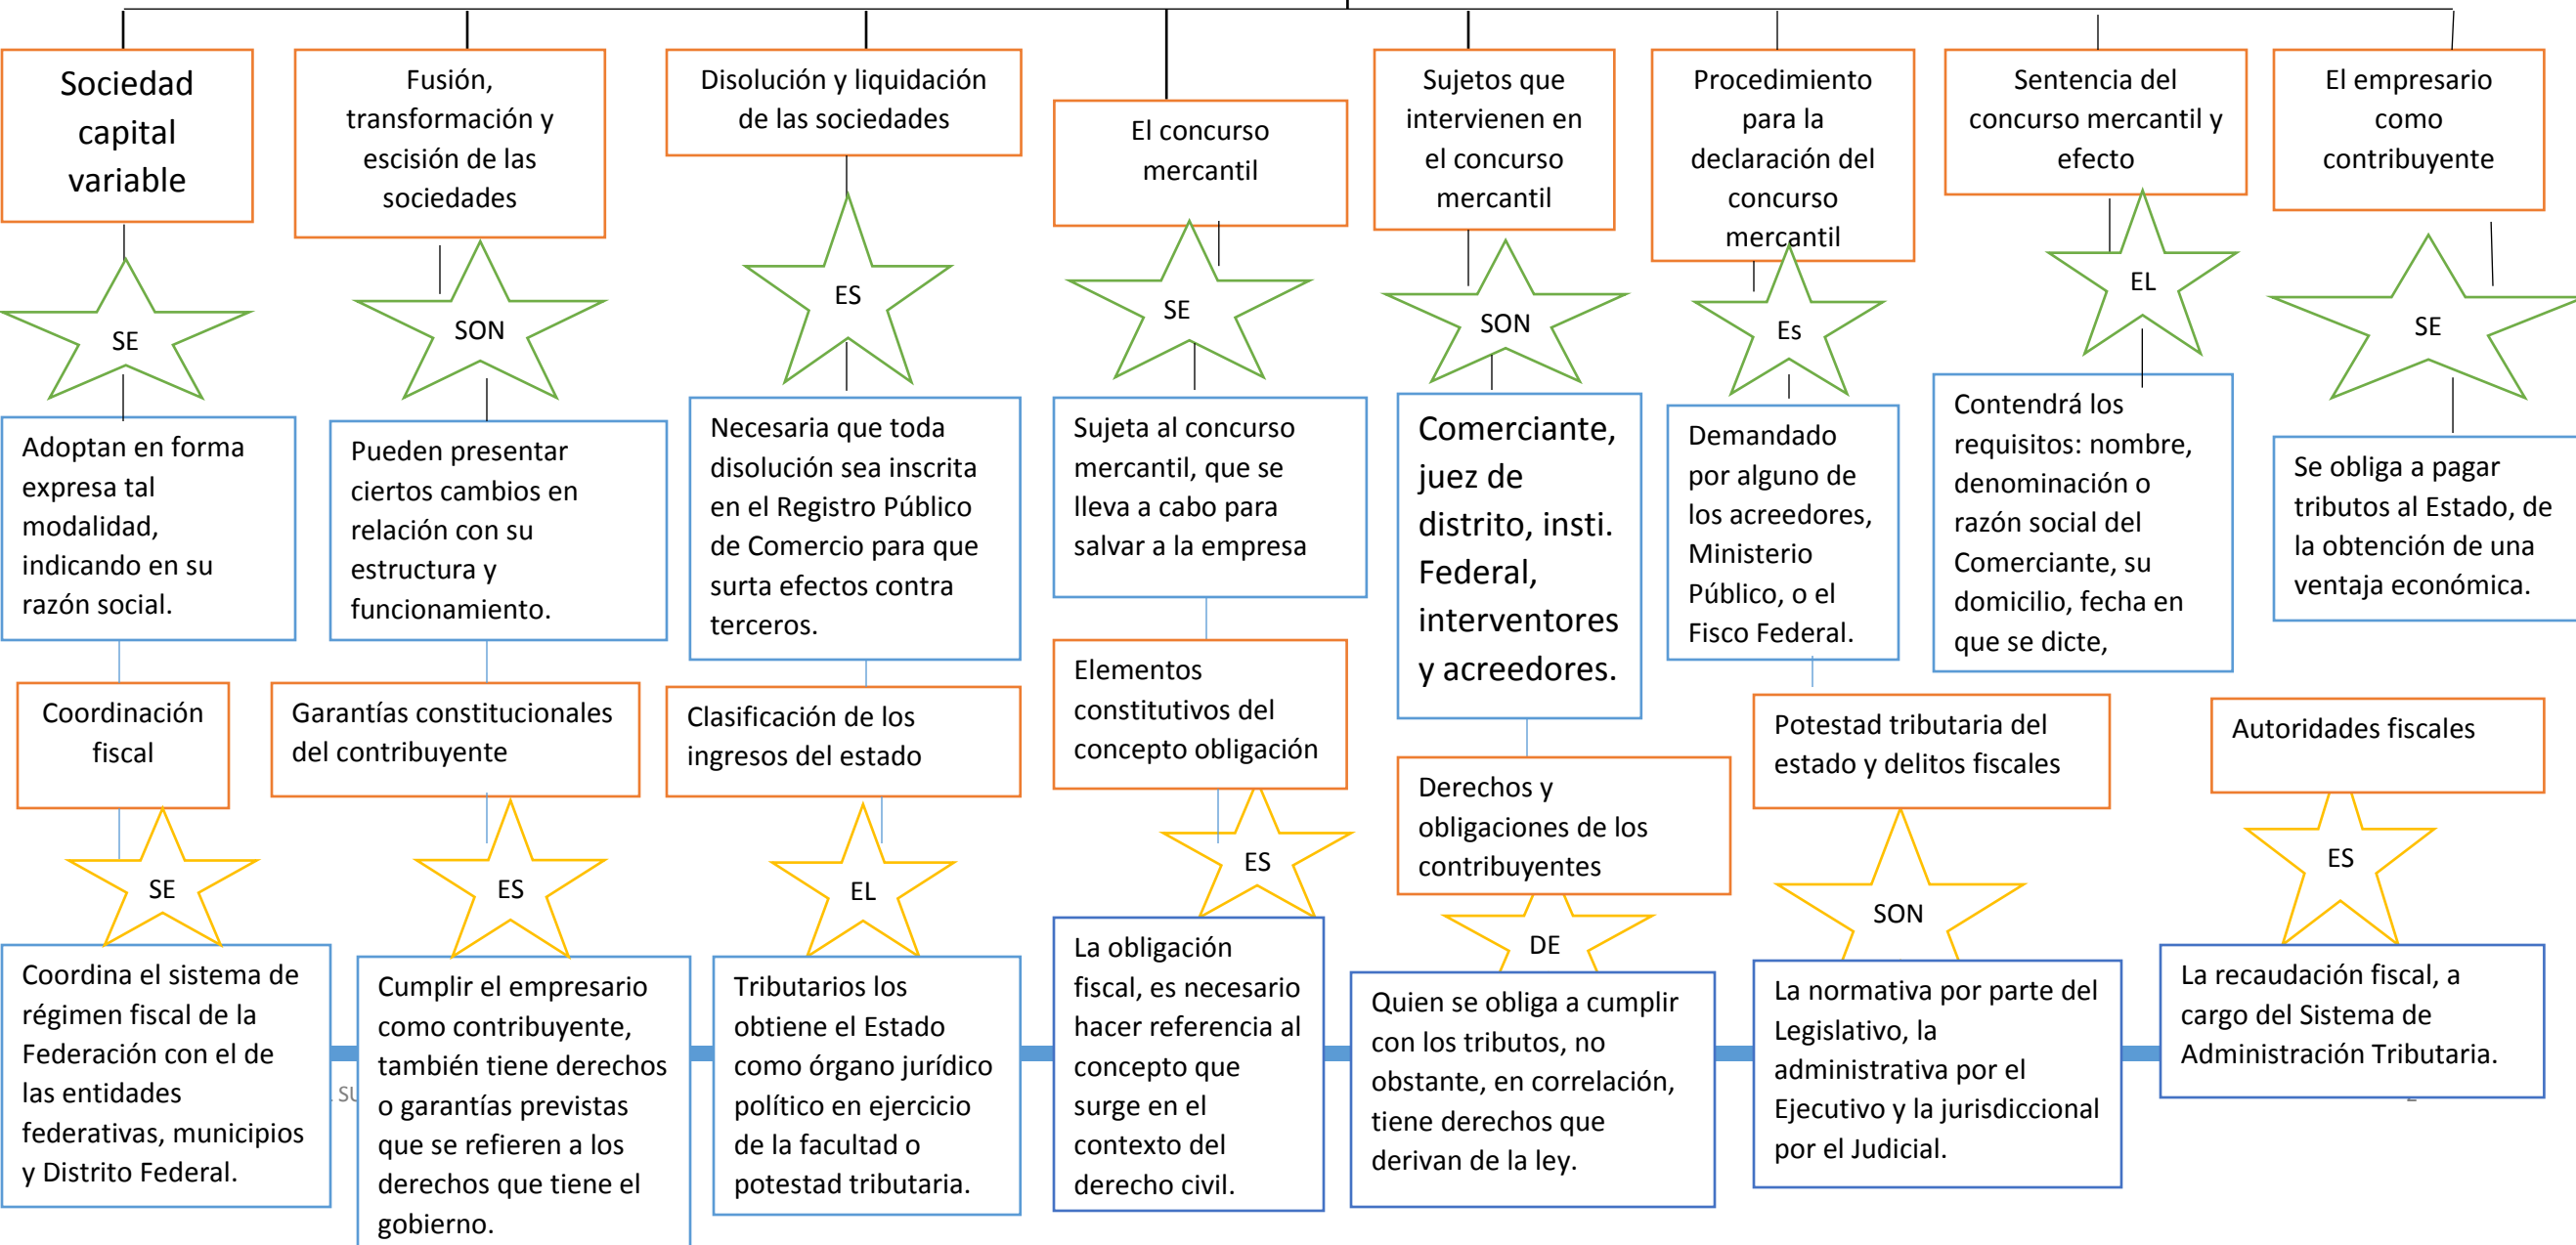 Sociedad
capital
variable
Fusión,
transformación y
escisión de las
sociedades
Disolución y liquidación
de las sociedades
El concurso
mercantil
Sujetos que
intervienen en
el concurso
mercantil
Procedimiento
para la
declaración del
concurso
mercantil
Sentencia del
concurso mercantil y
efecto
El empresario
como
contribuyente
SE
SON
ES
SE
SON
Es
EL
SE
Adoptan en forma
expresa tal
modalidad,
indicando en su
razón social.
Pueden presentar
ciertos cambios en
relación con su
estructura y
funcionamiento.
Necesaria que toda
disolución sea inscrita
en el Registro Público
de Comercio para que
surta efectos contra
terceros.
Sujeta al concurso
mercantil, que se
lleva a cabo para
salvar a la empresa
Comerciante,
juez de
distrito, insti.
Federal,
interventores
y acreedores.
Demandado
por alguno de
los acreedores,
Ministerio
Público, o el
Fisco Federal.
Contendrá los
requisitos: nombre,
denominación o
razón social del
Comerciante, su
domicilio, fecha en
que se dicte,
Se obliga a pagar
tributos al Estado, de
la obtención de una
ventaja económica.
Coordinación
fiscal
Garantías constitucionales
del contribuyente
Clasificación de los
ingresos del estado
Elementos
constitutivos del
concepto obligación
Derechos y
obligaciones de los
contribuyentes
Potestad tributaria del
estado y delitos fiscales
Autoridades fiscales
SE
ES
EL
ES
DE
SON
ES
Coordina el sistema de
régimen fiscal de la
Federación con el de
las entidades
federativas, municipios
y Distrito Federal.
Cumplir el empresario
como contribuyente,
también tiene derechos
o garantías previstas
que se refieren a los
derechos que tiene el
gobierno.
Tributarios los
obtiene el Estado
como órgano jurídico
político en ejercicio
de la facultad o
potestad tributaria.
La obligación
fiscal, es necesario
hacer referencia al
concepto que
surge en el
contexto del
derecho civil.
Quien se obliga a cumplir
con los tributos, no
obstante, en correlación,
tiene derechos que
derivan de la ley.
La normativa por parte del
Legislativo, la
administrativa por el
Ejecutivo y la jurisdiccional
por el Judicial.
La recaudación fiscal, a
cargo del Sistema de
Administración Tributaria.